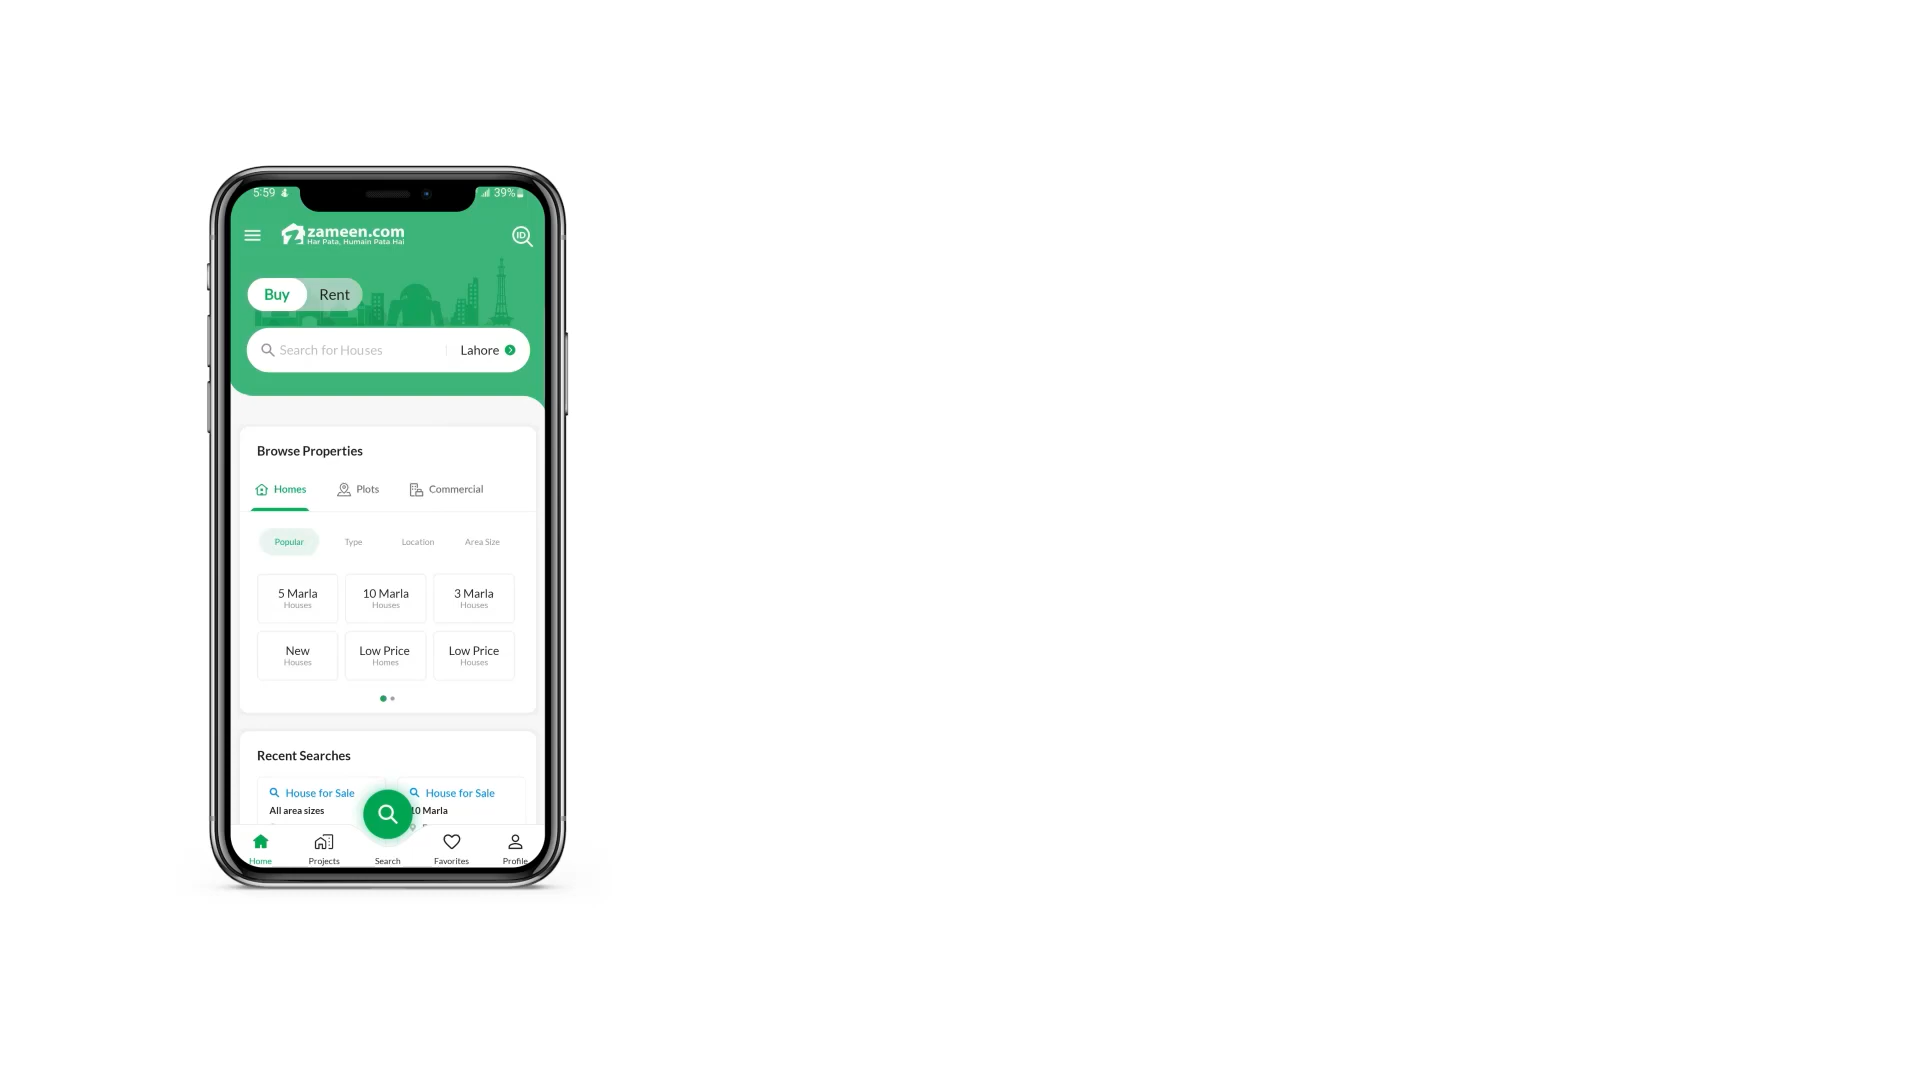 5:59
39%
zameen.com
Har Pata, Humain Pata Hai
ID
Buy Rent
Search for Houses Lahore
Browse Properties
Homes Plots Commercial
Popular Type Location Area Size
5 Marla 10 Marla 3 Marla
Houses Houses Houses
New Low Price Low Price
Houses Homes Houses
Recent Searches
House for Sale House for Sale
All area sizes 10 Marla
Home Projects Search Favorites Profile